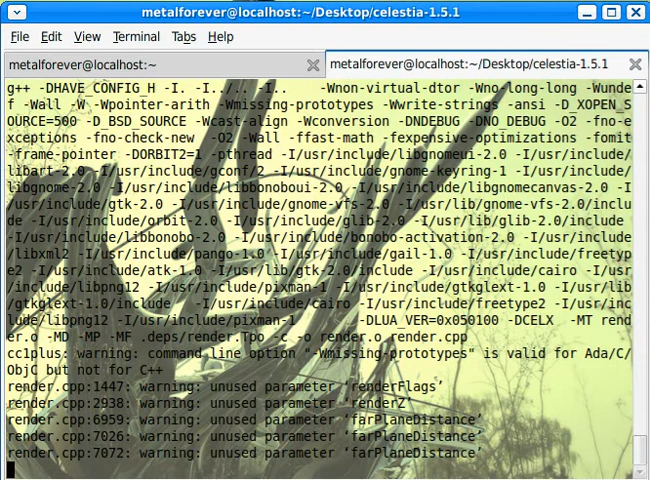 metalforever@localhost:~/Desktop/celestia-1.5.1
File Edit View Terminal Tabs Help
metalforever@localhost:~
metalforever@localhost:~/Desktop/celestia-1.5.1
g++ -DHAVE_CONFIG_H -I. -I../.. -I.. -Wnon-virtual-dtor -Wno-long-long -Wunde
f -Wall -W -Wpointer-arith -Wmissing-prototypes -Wwrite-strings -ansi -D_XOPEN_S
OURCE=500 -D_BSD_SOURCE -Wcast-align -Wconversion -DNDEBUG -DNO_DEBUG -O2 -fno-e
xceptions -fno-check-new -O2 -Wall -ffast-math -fexpensive-optimizations -fomit
-frame-pointer -DORBIT2=1 -pthread -I/usr/include/libgnomeui-2.0 -I/usr/include/
libart-2.0 -I/usr/include/gconf/2 -I/usr/include/gnome-keyring-1 -I/usr/include/
libgnome-2.0 -I/usr/include/libbonoboui-2.0 -I/usr/include/libgnomecanvas-2.0 -I
/usr/include/gtk-2.0 -I/usr/include/gnome-vfs-2.0 -I/usr/lib/gnome-vfs-2.0/inclu
de -I/usr/include/orbit-2.0 -I/usr/include/glib-2.0 -I/usr/lib/glib-2.0/include
-I/usr/include/libbonobo-2.0 -I/usr/include/bonobo-activation-2.0 -I/usr/include
/libxml2 -I/usr/include/pango-1.0 -I/usr/include/gail-1.0 -I/usr/include/freetyp
e2 -I/usr/include/atk-1.0 -I/usr/lib/gtk-2.0/include -I/usr/include/cairo -I/usr
/include/libpng12 -I/usr/include/pixman-1 -I/usr/include/gtkglext-1.0 -I/usr/lib
/gtkglext-1.0/include -I/usr/include/cairo -I/usr/include/freetype2 -I/usr/inc
lude/libpng12 -I/usr/include/pixman-1 -DLUA_VER=0x050100 -DCELX -MT rend
er.o -MD -MP -MF .deps/render.Tpo -c -o render.o render.cpp
cc1plus: warning: command line option "-Wmissing-prototypes" is valid for Ada/C/
ObjC but not for C++
render.cpp:1447: warning: unused parameter ‘renderFlags’
render.cpp:2938: warning: unused parameter ‘renderZ’
render.cpp:6959: warning: unused parameter ‘farPlaneDistance’
render.cpp:7026: warning: unused parameter ‘farPlaneDistance’
render.cpp:7072: warning: unused parameter ‘farPlaneDistance’